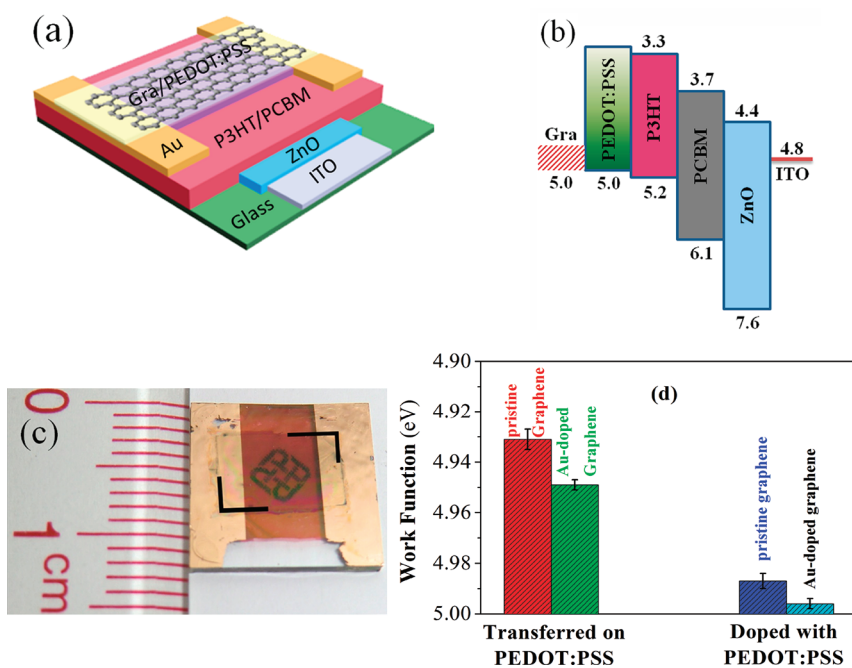 (a)
Gra/PEDOT:PSS
Au
P3HT/PCBM
ZnO
ITO
Glass
(b)
3.3
3.7
4.4
4.8
ITO
Gra
5.0
PEDOT:PSS
5.0
P3HT
5.2
PCBM
6.1
ZnO
7.6
(c)
0
1
cm
(d)
Work Function (eV)
4.90
4.92
4.94
4.96
4.98
5.00
pristine
Graphene
Au-doped
Graphene
pristine graphene
Au-doped graphene
Transferred on
PEDOT:PSS
Doped with
PEDOT:PSS